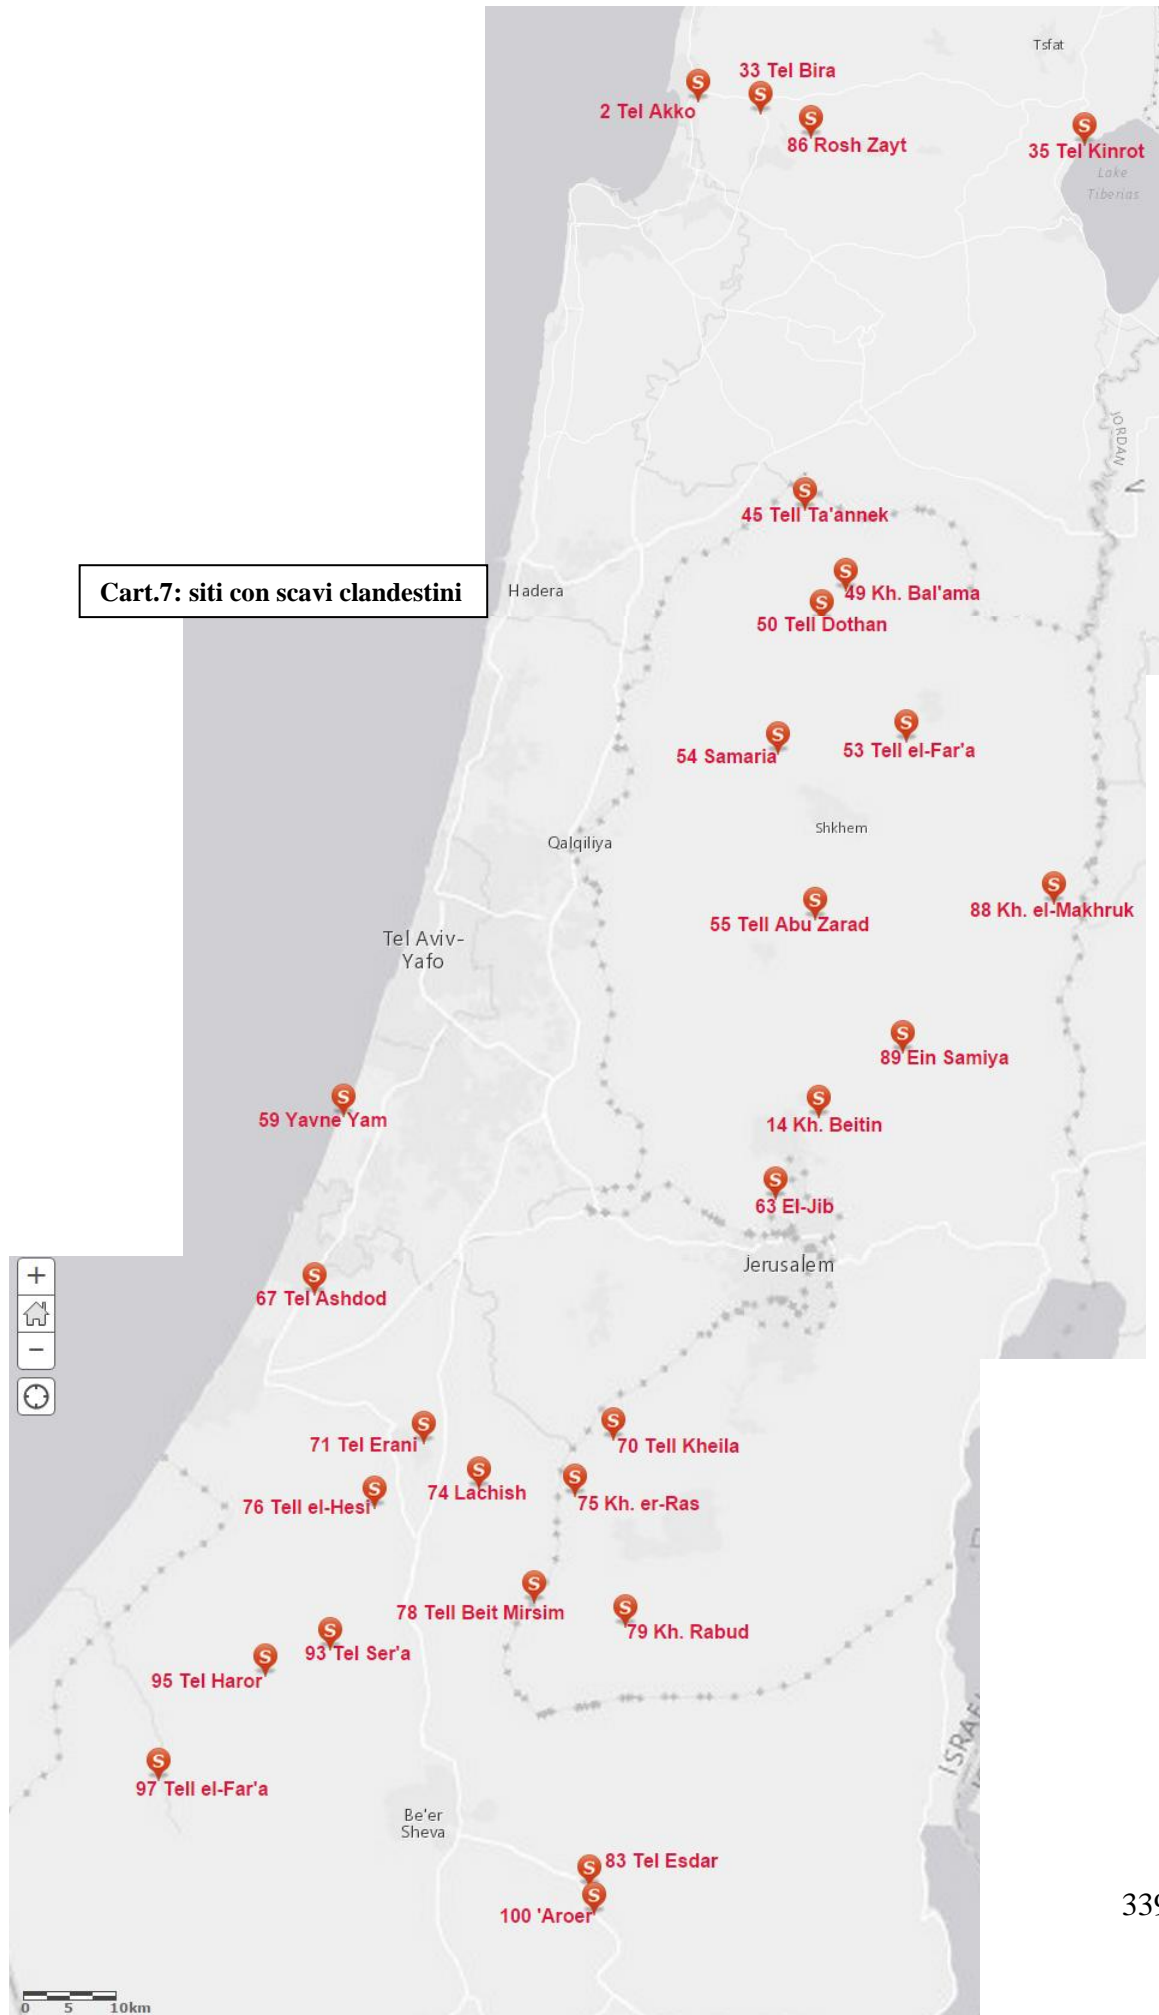 Tsfat
33 Tel Bira
2 Tel Akko
86 Rosh Zayt
35 Tel Kinrot
Lake
Tiberias
JORDAN
45 Tell Ta'annek
Cart.7: siti con scavi clandestini
Hadera
49 Kh. Bal'ama
50 Tell Dothan
54 Samaria
53 Tell el-Far'a
Shkhem
Qalqiliya
88 Kh. el-Makhruk
55 Tell Abu Zarad
Tel Aviv-
Yafo
89 Ein Samiya
59 Yavne Yam
14 Kh. Beitin
63 El-Jib
Jerusalem
67 Tel Ashdod
71 Tel Erani
70 Tell Kheila
74 Lachish
75 Kh. er-Ras
76 Tell el-Hesi
78 Tell Beit Mirsim
79 Kh. Rabud
93 Tel Ser'a
95 Tel Haror
97 Tell el-Far'a
Be'er
Sheva
83 Tel Esdar
100 'Aroer
339
0 5 10km